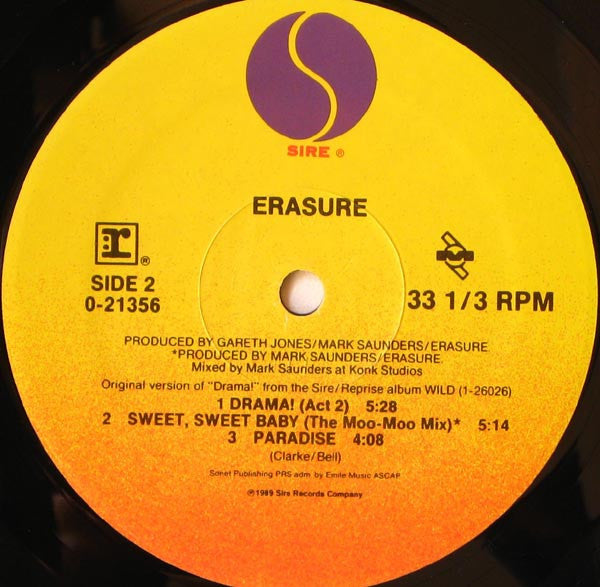 SIRE ®
ERASURE
r ®
SIDE 2
0-21356
33 1/3 RPM
PRODUCED BY GARETH JONES/MARK SAUNDERS/ERASURE.
*PRODUCED BY MARK SAUNDERS/ERASURE.
Mixed by Mark Saunders at Konk Studios
Original version of "Drama!" from the Sire/Reprise album WILD (1-26026)
1 DRAMA! (Act 2) 5:28
2 SWEET, SWEET BABY (The Moo-Moo Mix)* 5:14
3 PARADISE 4:08
(Clarke/Bell)
Sonet Publishing PRS adm. by Emile Music ASCAP
℗1989 Sire Records Company